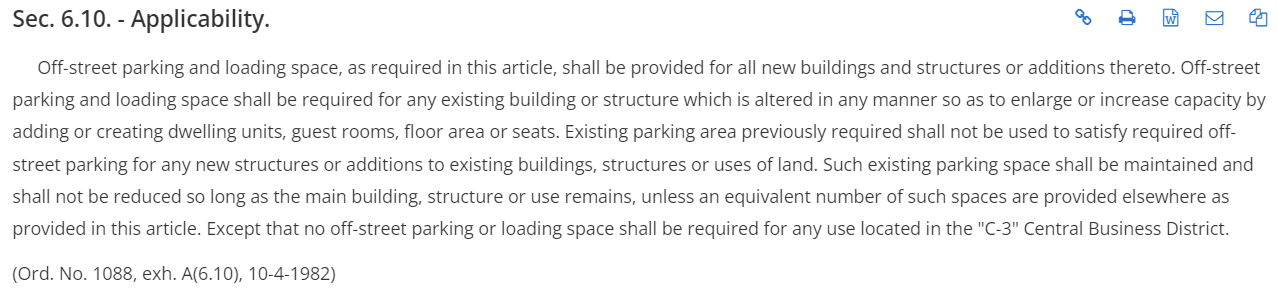 Sec. 6.10. - Applicability.
Off-street parking and loading space, as required in this article, shall be provided for all new buildings and structures or additions thereto. Off-street
parking and loading space shall be required for any existing building or structure which is altered in any manner so as to enlarge or increase capacity by
adding or creating dwelling units, guest rooms, floor area or seats. Existing parking area previously required shall not be used to satisfy required off-
street parking for any new structures or additions to existing buildings, structures or uses of land. Such existing parking space shall be maintained and
shall not be reduced so long as the main building, structure or use remains, unless an equivalent number of such spaces are provided elsewhere as
provided in this article. Except that no off-street parking or loading space shall be required for any use located in the "C-3" Central Business District.
(Ord. No. 1088, exh. A(6.10), 10-4-1982)